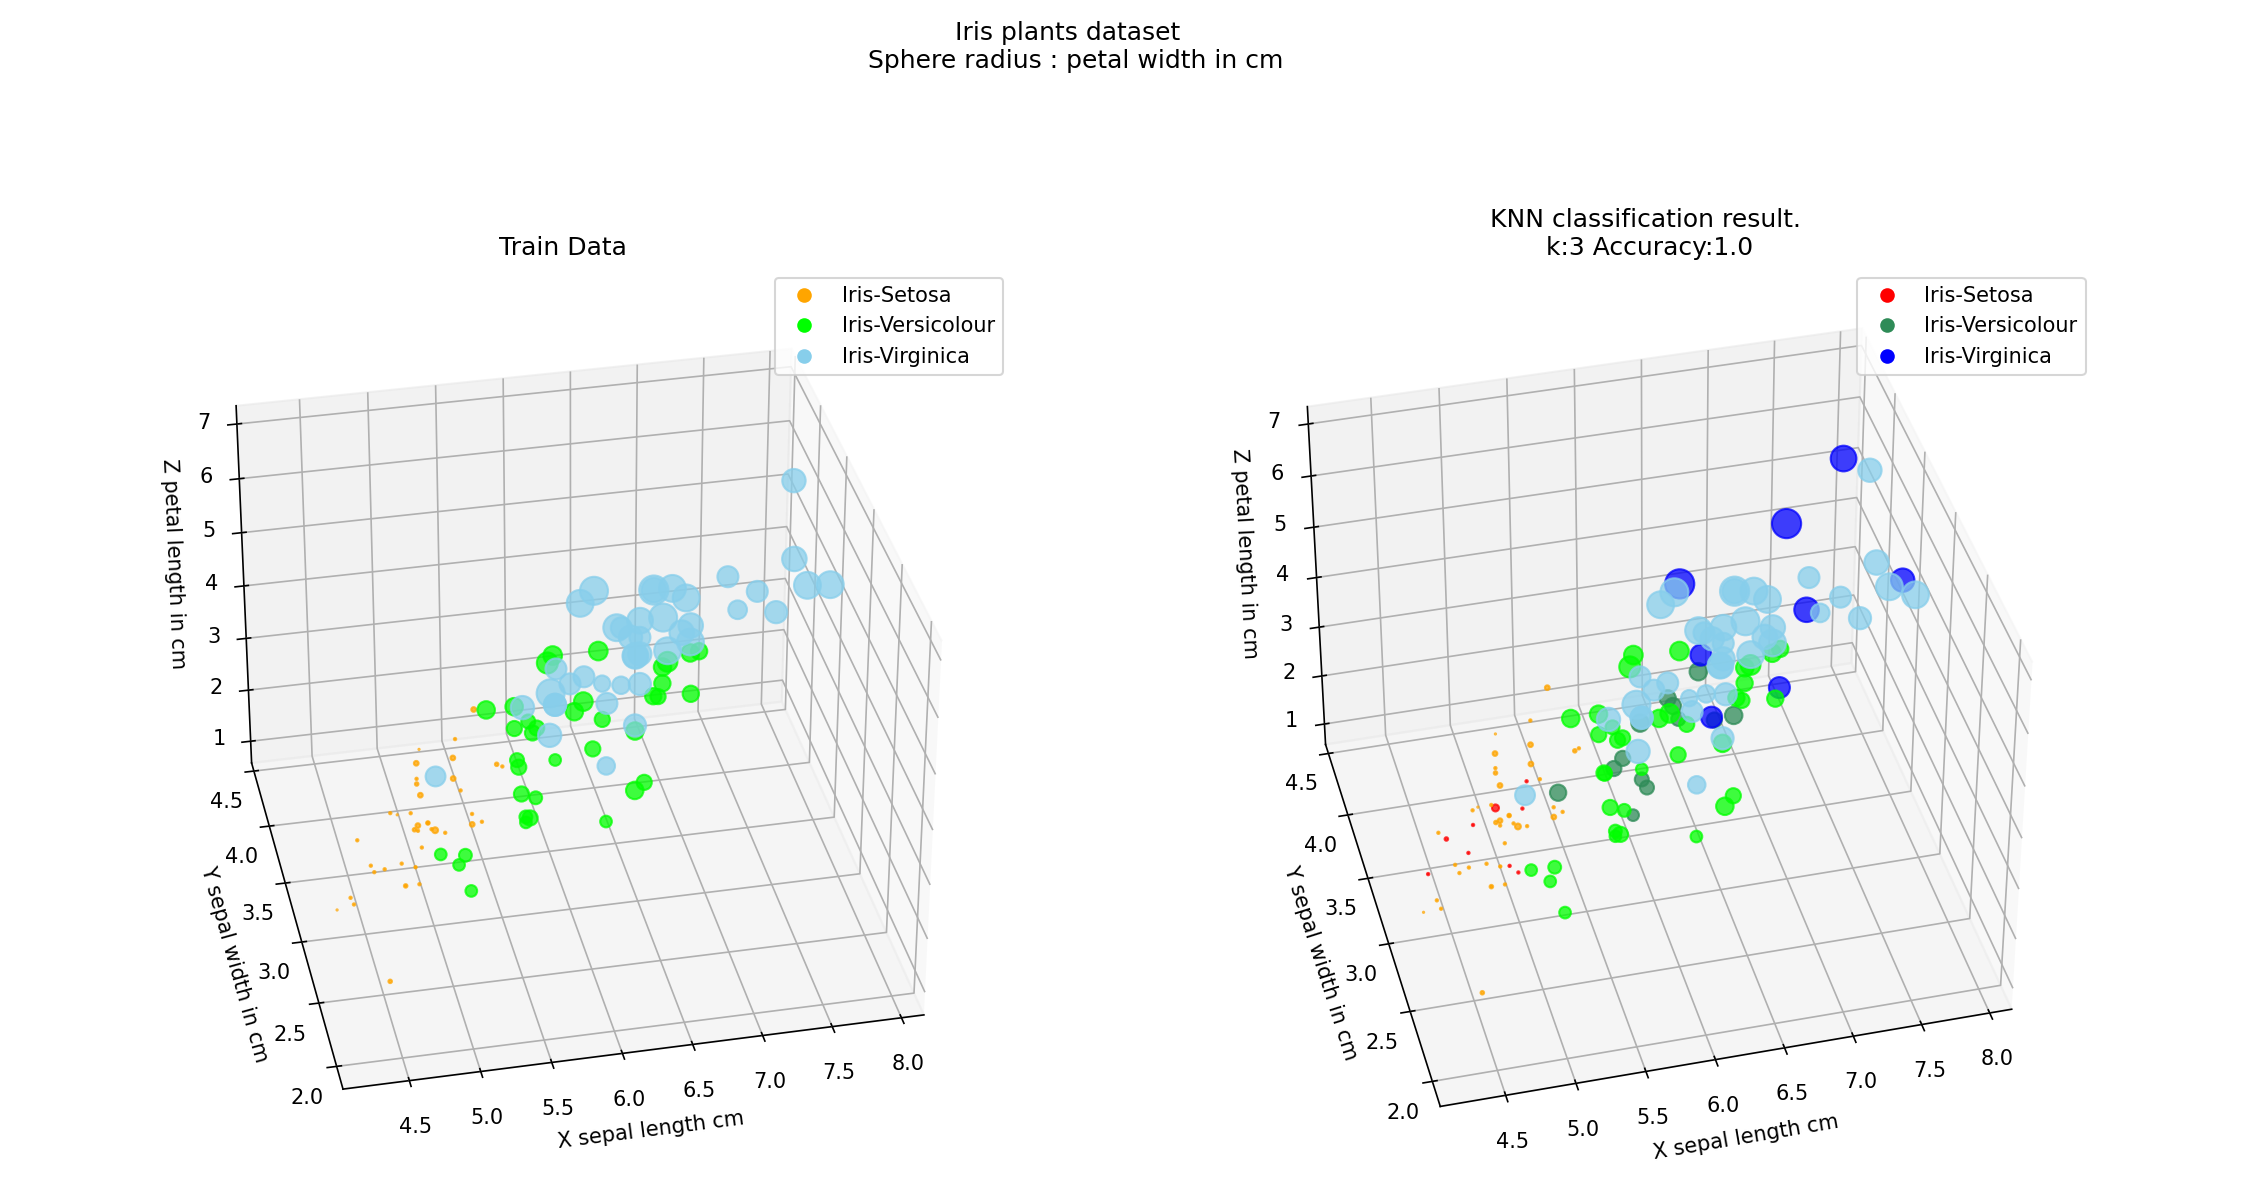 Iris plants dataset
Sphere radius : petal width in cm
Train Data
Iris-Setosa
Iris-Versicolour
Iris-Virginica
7
6
5
4
3
2
1
Z petal length in cm
4.5
4.0
3.5
3.0
2.5
2.0
Y sepal width in cm
4.5
5.0
5.5
6.0
6.5
7.0
7.5
8.0
X sepal length cm
KNN classification result.
k:3 Accuracy:1.0
Iris-Setosa
Iris-Versicolour
Iris-Virginica
7
6
5
4
3
2
1
Z petal length in cm
4.5
4.0
3.5
3.0
2.5
2.0
Y sepal width in cm
4.5
5.0
5.5
6.0
6.5
7.0
7.5
8.0
X sepal length cm